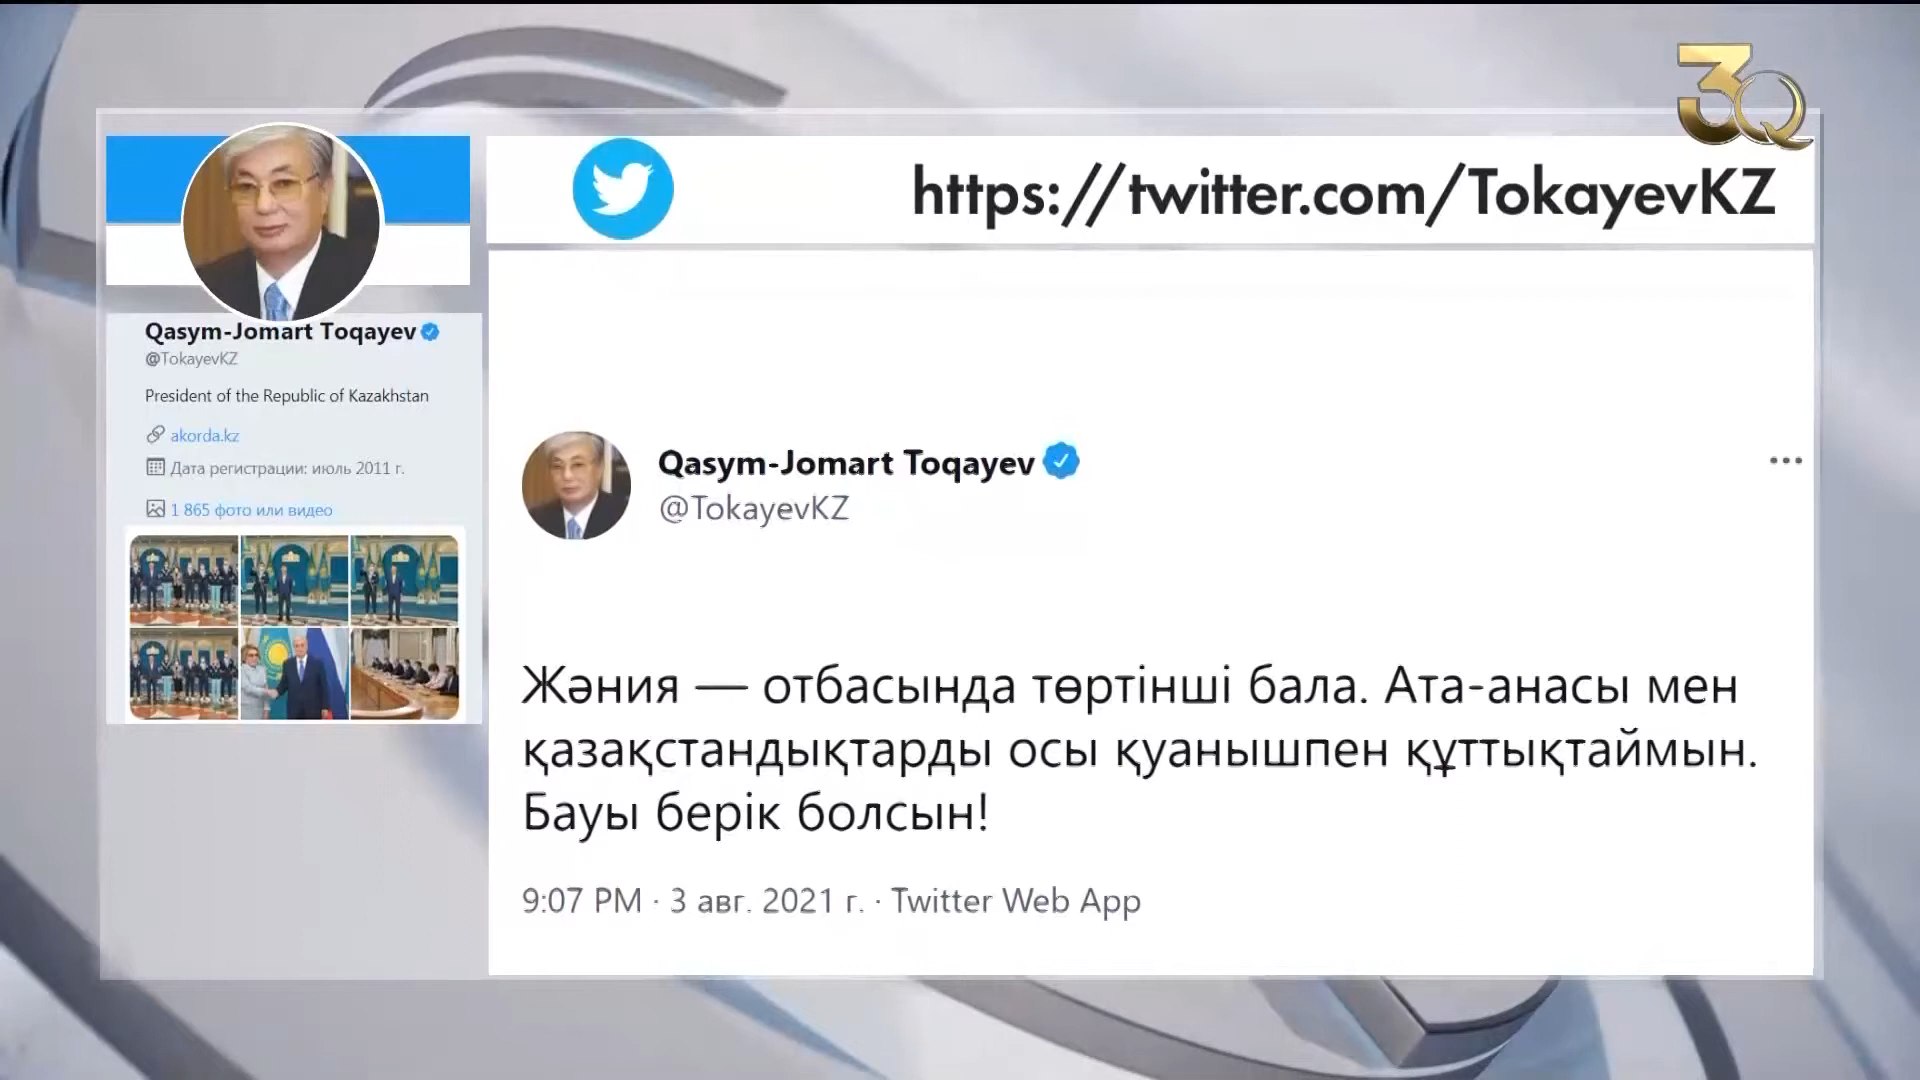 3Q
https://twitter.com/TokayevKZ
Qasym-Jomart Toqayev
@TokayevKZ
President of the Republic of Kazakhstan
akorda.kz
Дата регистрации: июль 2011 г.
1 865 фото или видео
Qasym-Jomart Toqayev
@TokayevKZ
Жәния — отбасында төртінші бала. Ата-анасы мен
қазақстандықтарды осы қуанышпен құттықтаймын.
Бауы берік болсын!
9:07 PM · 3 авг. 2021 г. · Twitter Web App